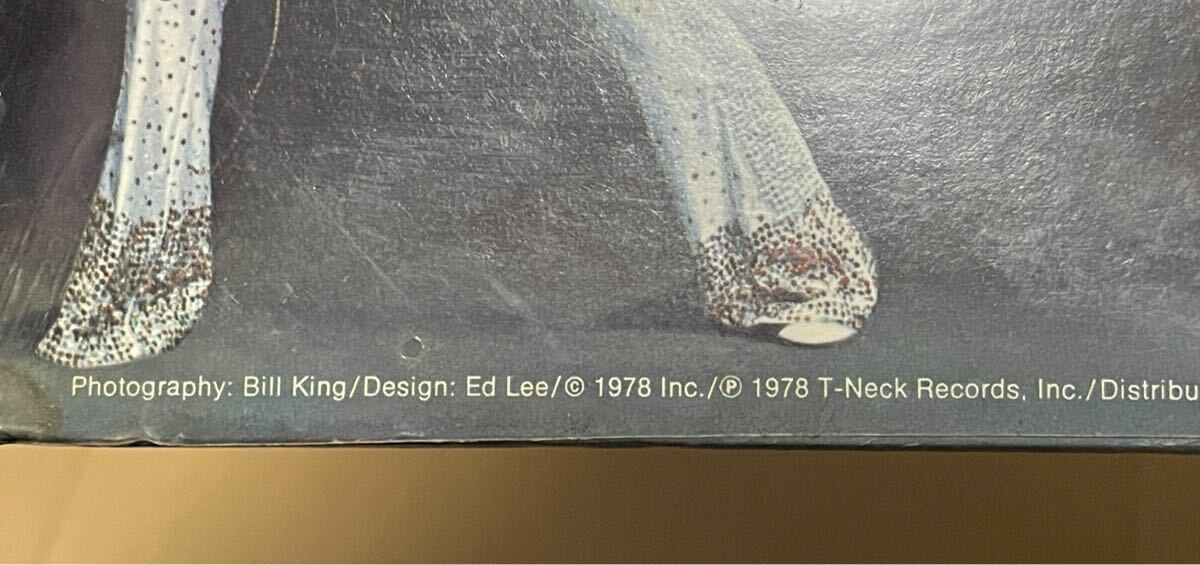 Photography: Bill King/Design: Ed Lee/© 1978 Inc./℗ 1978 T-Neck Records, Inc./Distribu